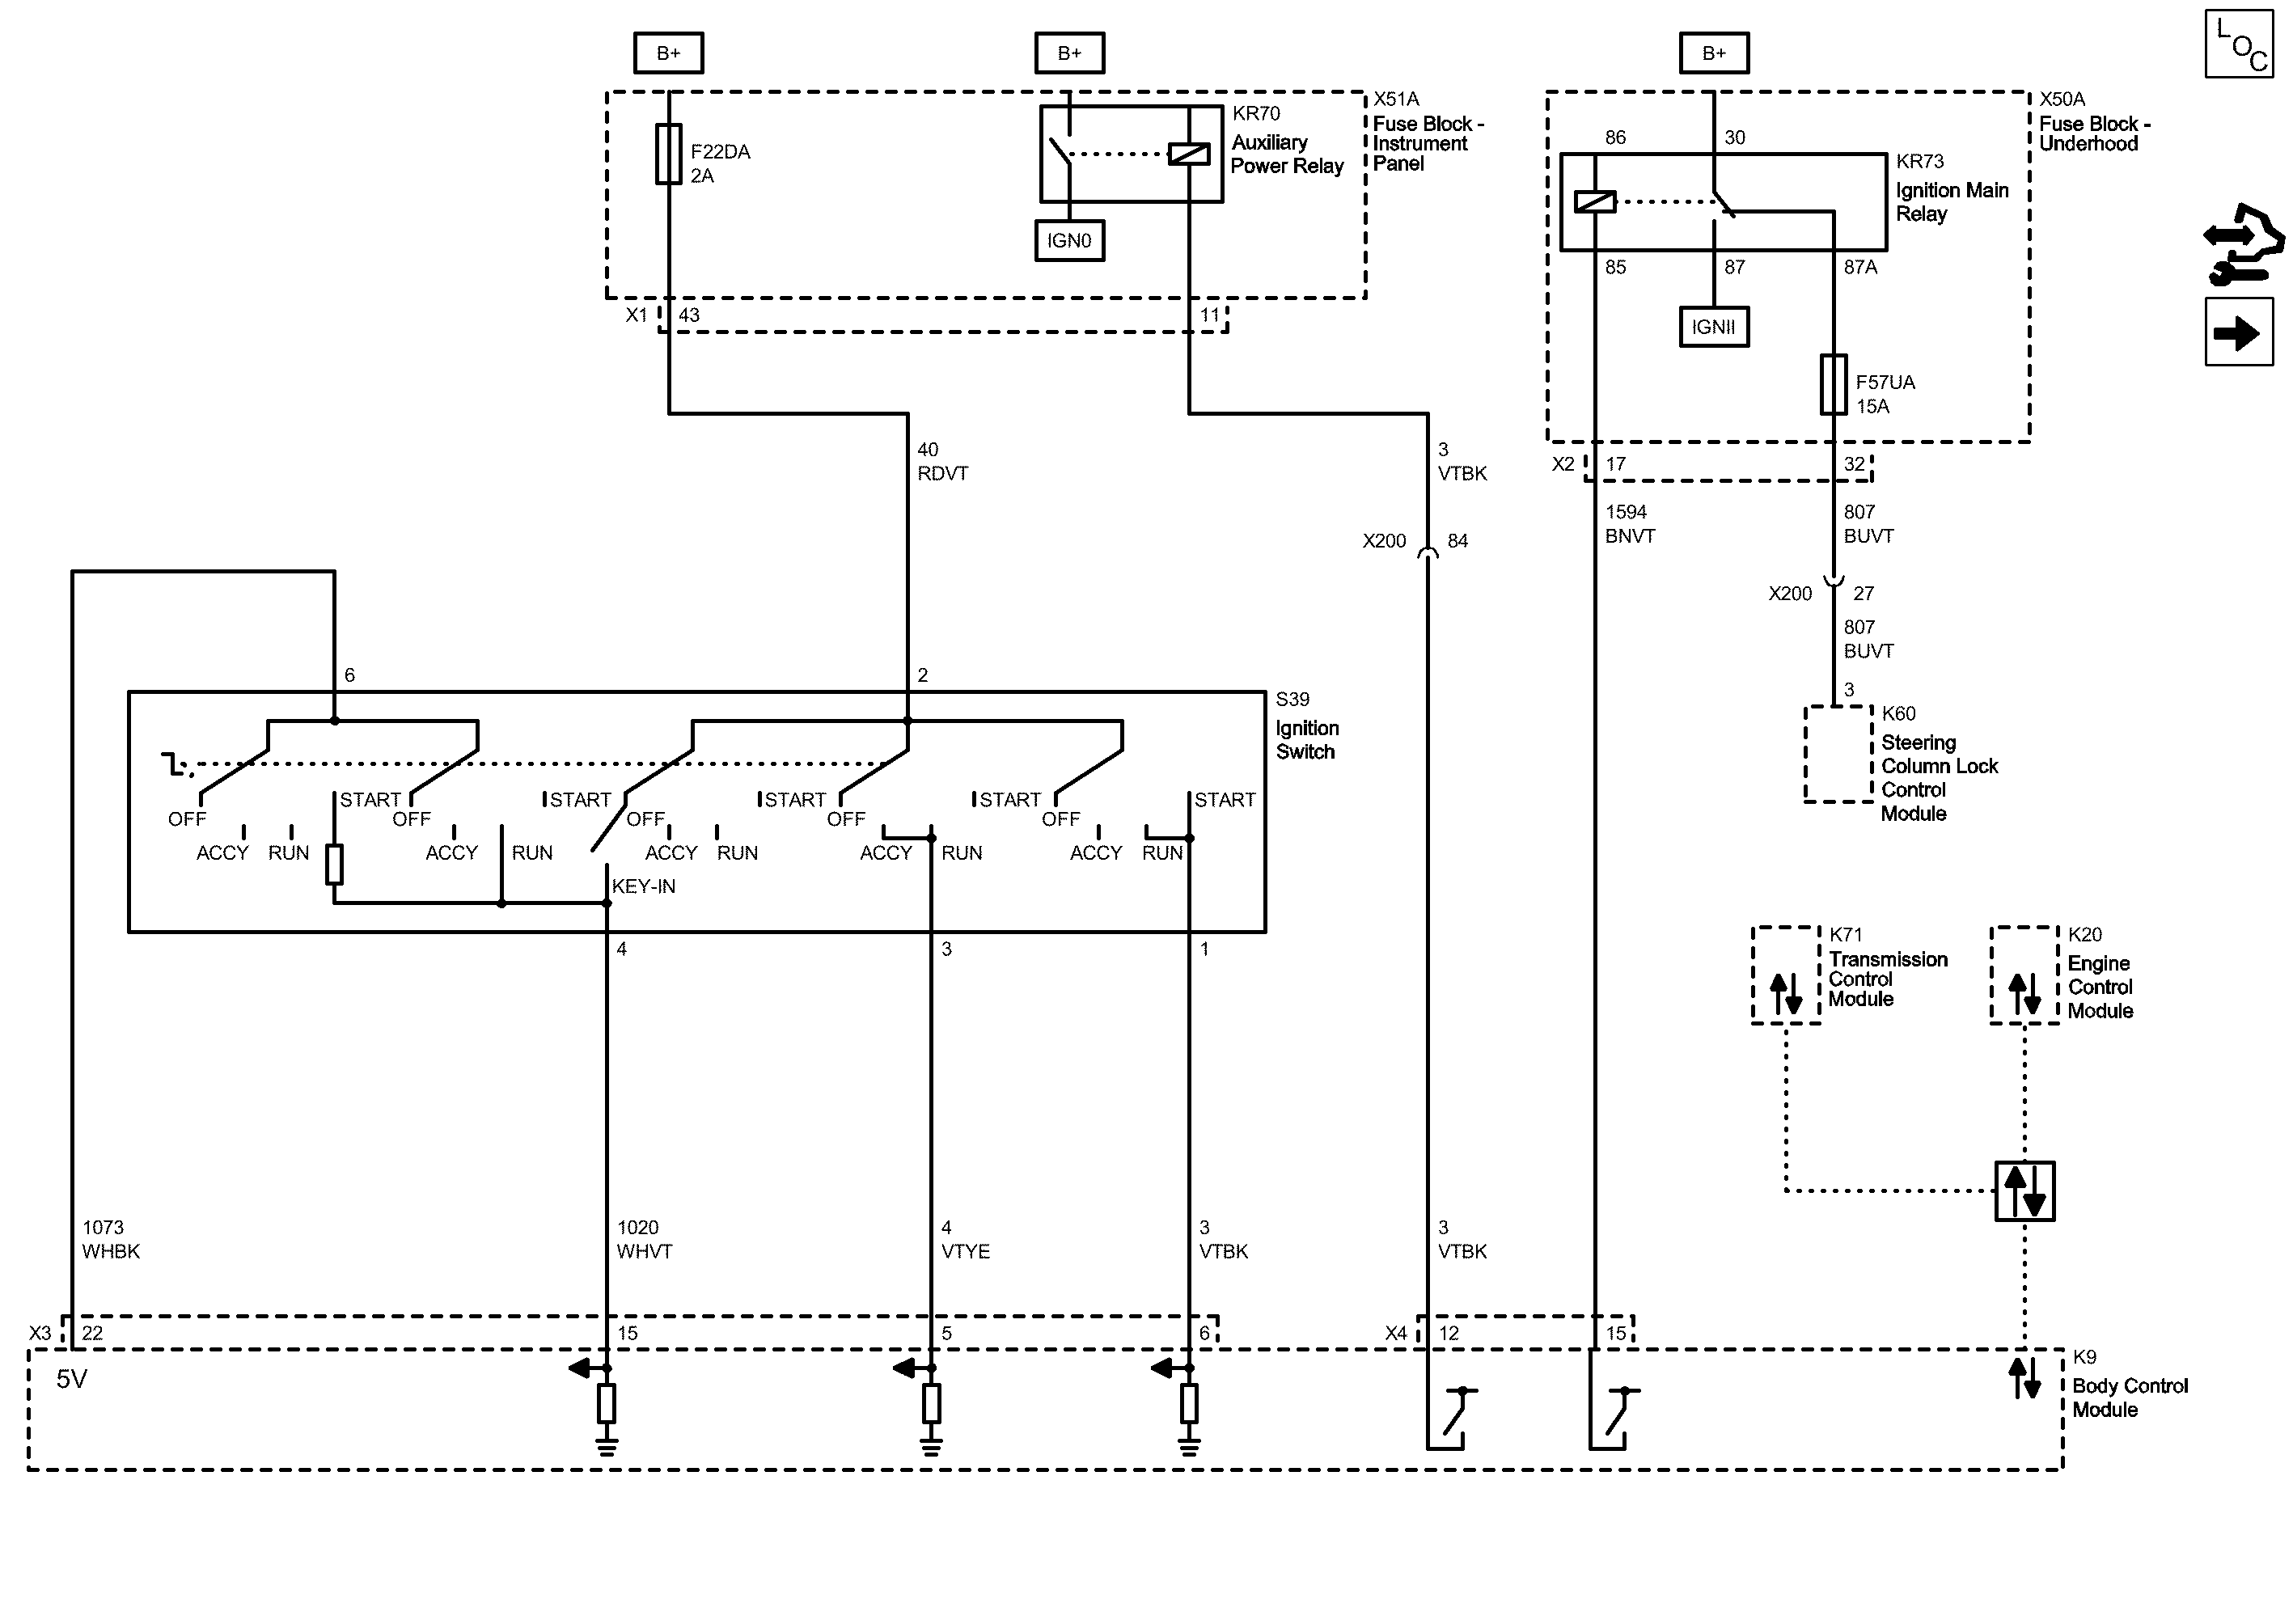 B+
B+
B+
LOC
X51A
Fuse Block -
Instrument
Panel
KR70
Auxiliary
Power Relay
F22DA
2A
IGN0
X1
43
11
X50A
Fuse Block -
Underhood
86
30
KR73
Ignition Main
Relay
85
87
87A
IGNII
F57UA
15A
X2
17
32
40
RDVT
3
VTBK
1594
BNVT
807
BUVT
X200
84
X200
27
807
BUVT
3
K60
Steering
Column Lock
Control
Module
6
2
S39
Ignition
Switch
START
START
START
START
START
OFF
OFF
OFF
OFF
OFF
ACCY
RUN
ACCY
RUN
ACCY
RUN
ACCY
RUN
ACCY
RUN
KEY-IN
4
3
1
K71
Transmission
Control
Module
K20
Engine
Control
Module
1073
WHBK
1020
WHVT
4
VTYE
3
VTBK
3
VTBK
X3
22
15
5
6
X4
12
15
5V
K9
Body Control
Module